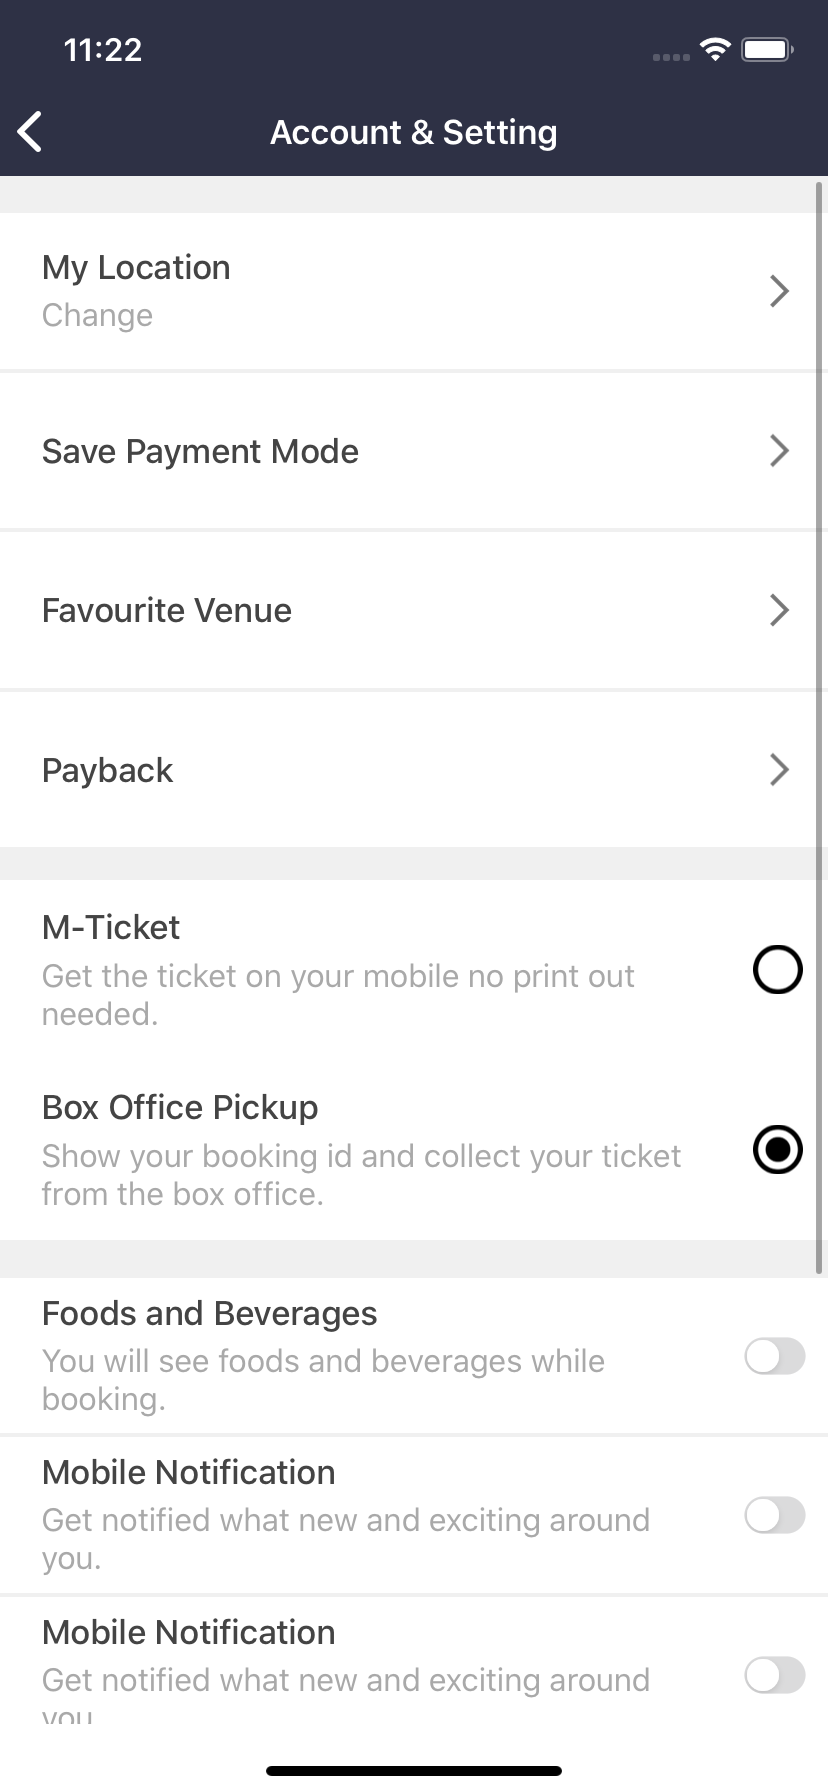 11:22
Account & Setting
My Location
Change
Save Payment Mode
Favourite Venue
Payback
M-Ticket
Get the ticket on your mobile no print out
needed.
Box Office Pickup
Show your booking id and collect your ticket
from the box office.
Foods and Beverages
You will see foods and beverages while
booking.
Mobile Notification
Get notified what new and exciting around
you.
Mobile Notification
Get notified what new and exciting around
you